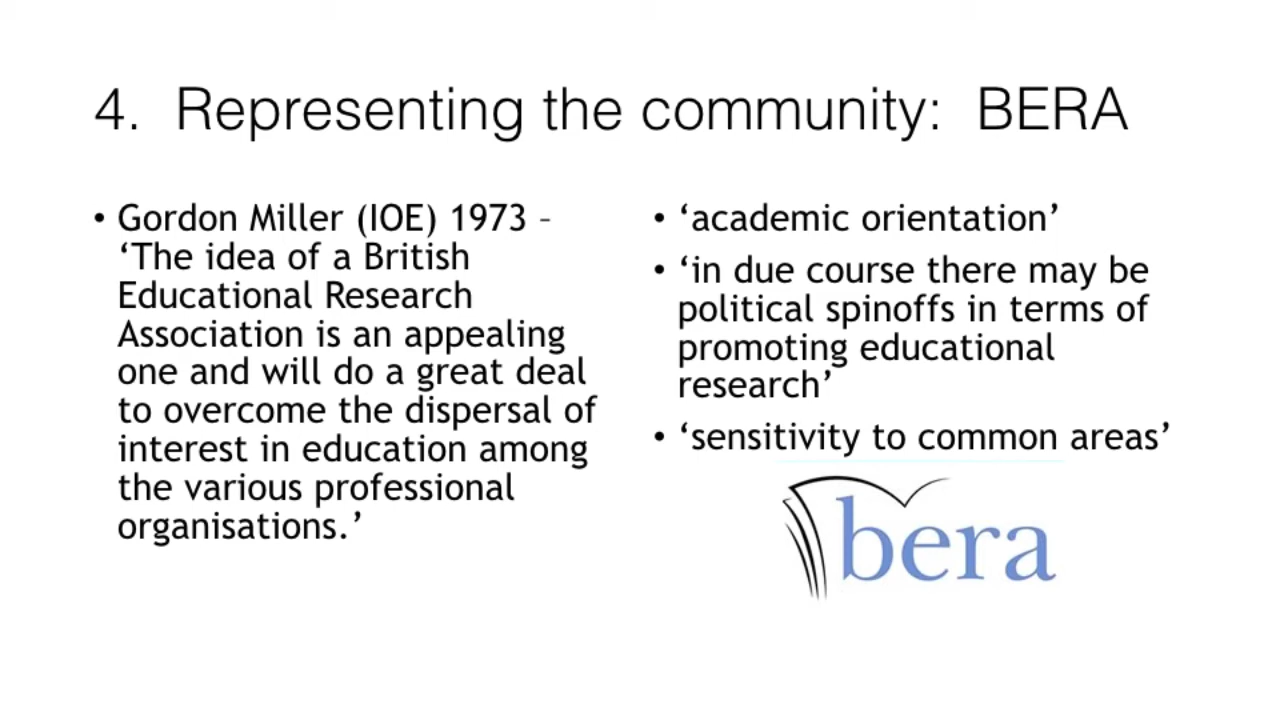 4. Representing the community: BERA
• Gordon Miller (IOE) 1973 –
‘The idea of a British
Educational Research
Association is an appealing
one and will do a great deal
to overcome the dispersal of
interest in education among
the various professional
organisations.’
• ‘academic orientation’
• ‘in due course there may be
political spinoffs in terms of
promoting educational
research’
• ‘sensitivity to common areas’
bera